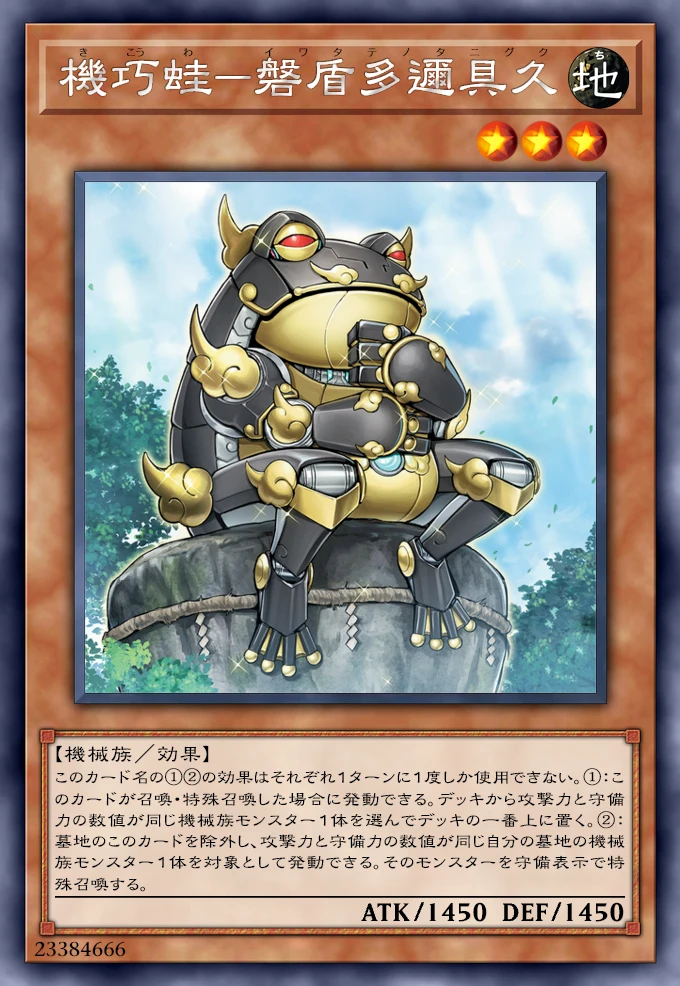 きこうわ イワタテノタニグク
機巧蛙－磐盾多邇具久
ち
地
【機械族／効果】
このカード名の①②の効果はそれぞれ１ターンに１度しか使用できない。①：こ
のカードが召喚・特殊召喚した場合に発動できる。デッキから攻撃力と守備
力の数値が同じ機械族モンスター１体を選んでデッキの一番上に置く。②：
墓地のこのカードを除外し、攻撃力と守備力の数値が同じ自分の墓地の機械
族モンスター１体を対象として発動できる。そのモンスターを守備表示で特
殊召喚する。
ATK/1450 DEF/1450
23384666